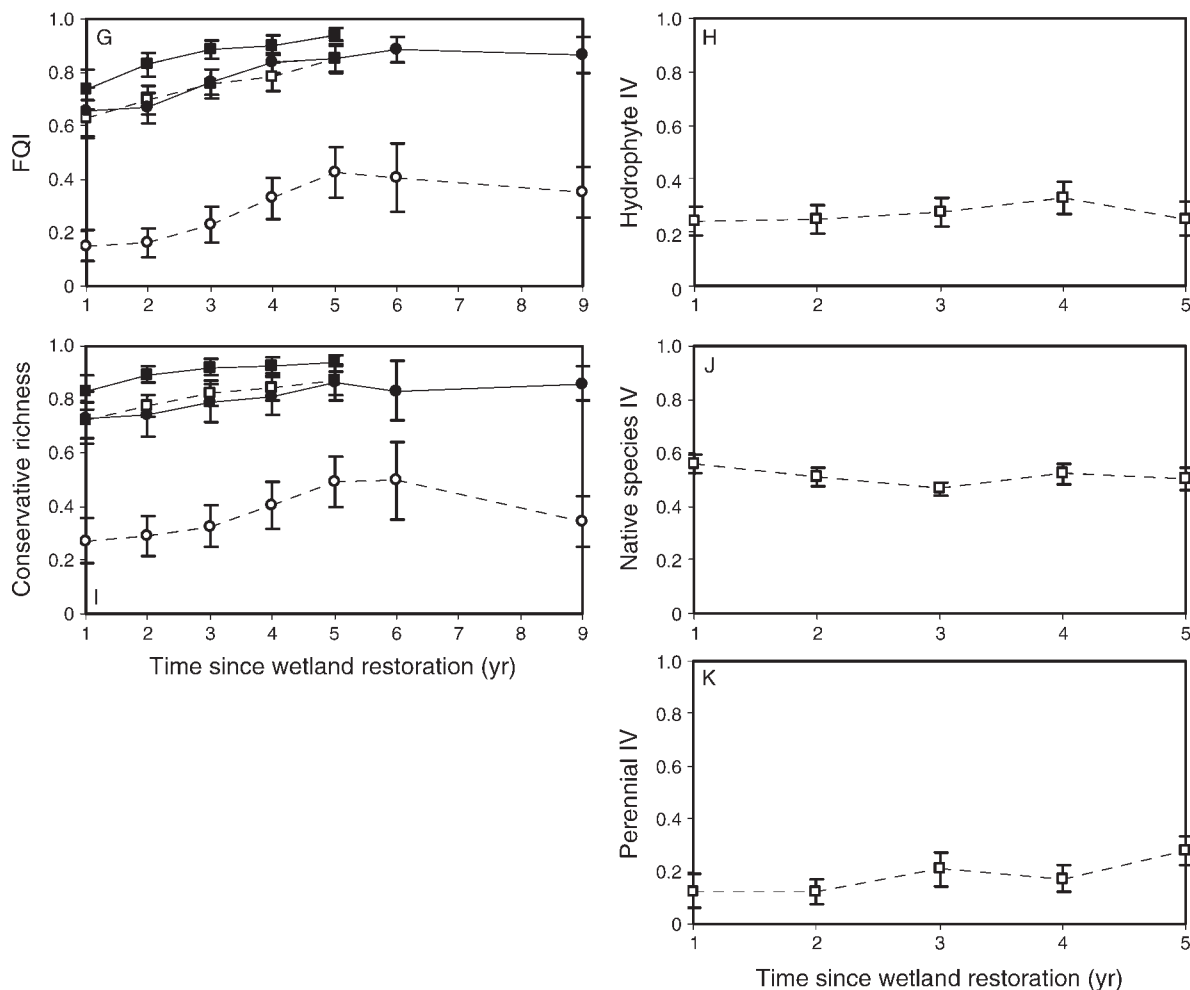 G
FQI
1.0
0.8
0.6
0.4
0.2
0
1 2 3 4 5 6 7 8 9
H
Hydrophyte IV
1.0
0.8
0.6
0.4
0.2
0
1 2 3 4 5
I
Conservative richness
1.0
0.8
0.6
0.4
0.2
0
1 2 3 4 5 6 7 8 9
Time since wetland restoration (yr)
J
Native species IV
1.0
0.8
0.6
0.4
0.2
0
1 2 3 4 5
K
Perennial IV
1.0
0.8
0.6
0.4
0.2
0
1 2 3 4 5
Time since wetland restoration (yr)